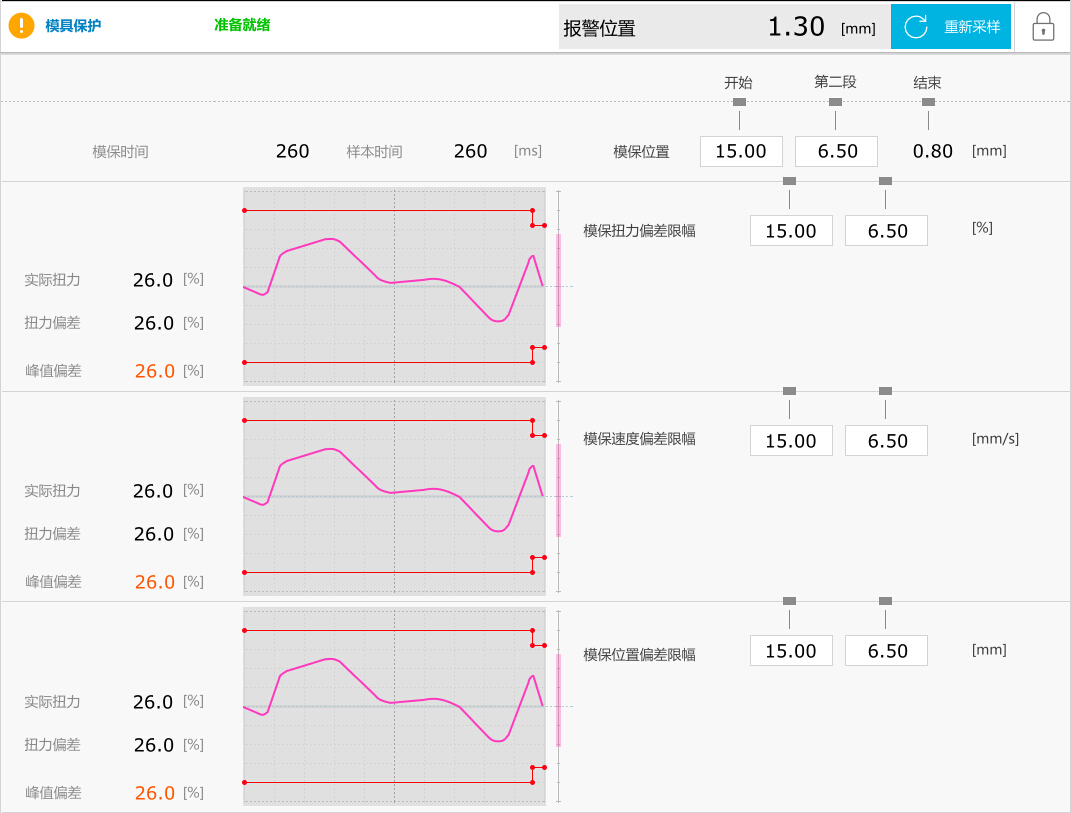 模具保护 准备就绪 报警位置 1.30 [mm] 重新采样
开始 第二段 结束
模保时间 260 样本时间 260 [ms] 模保位置 15.00 6.50 0.80 [mm]
模保扭力偏差限幅 15.00 6.50 [%]
实际扭力 26.0 [%]
扭力偏差 26.0 [%]
峰值偏差 26.0 [%]
模保速度偏差限幅 15.00 6.50 [mm/s]
实际扭力 26.0 [%]
扭力偏差 26.0 [%]
峰值偏差 26.0 [%]
模保位置偏差限幅 15.00 6.50 [mm]
实际扭力 26.0 [%]
扭力偏差 26.0 [%]
峰值偏差 26.0 [%]